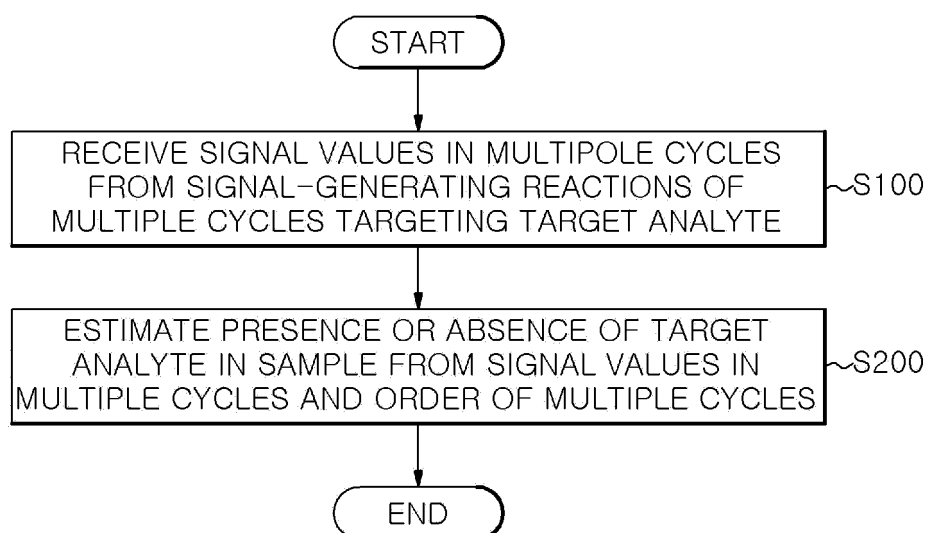 START
RECEIVE SIGNAL VALUES IN MULTIPOLE CYCLES
FROM SIGNAL-GENERATING REACTIONS OF
MULTIPLE CYCLES TARGETING TARGET ANALYTE
S100
ESTIMATE PRESENCE OR ABSENCE OF TARGET
ANALYTE IN SAMPLE FROM SIGNAL VALUES IN
MULTIPLE CYCLES AND ORDER OF MULTIPLE CYCLES
S200
END